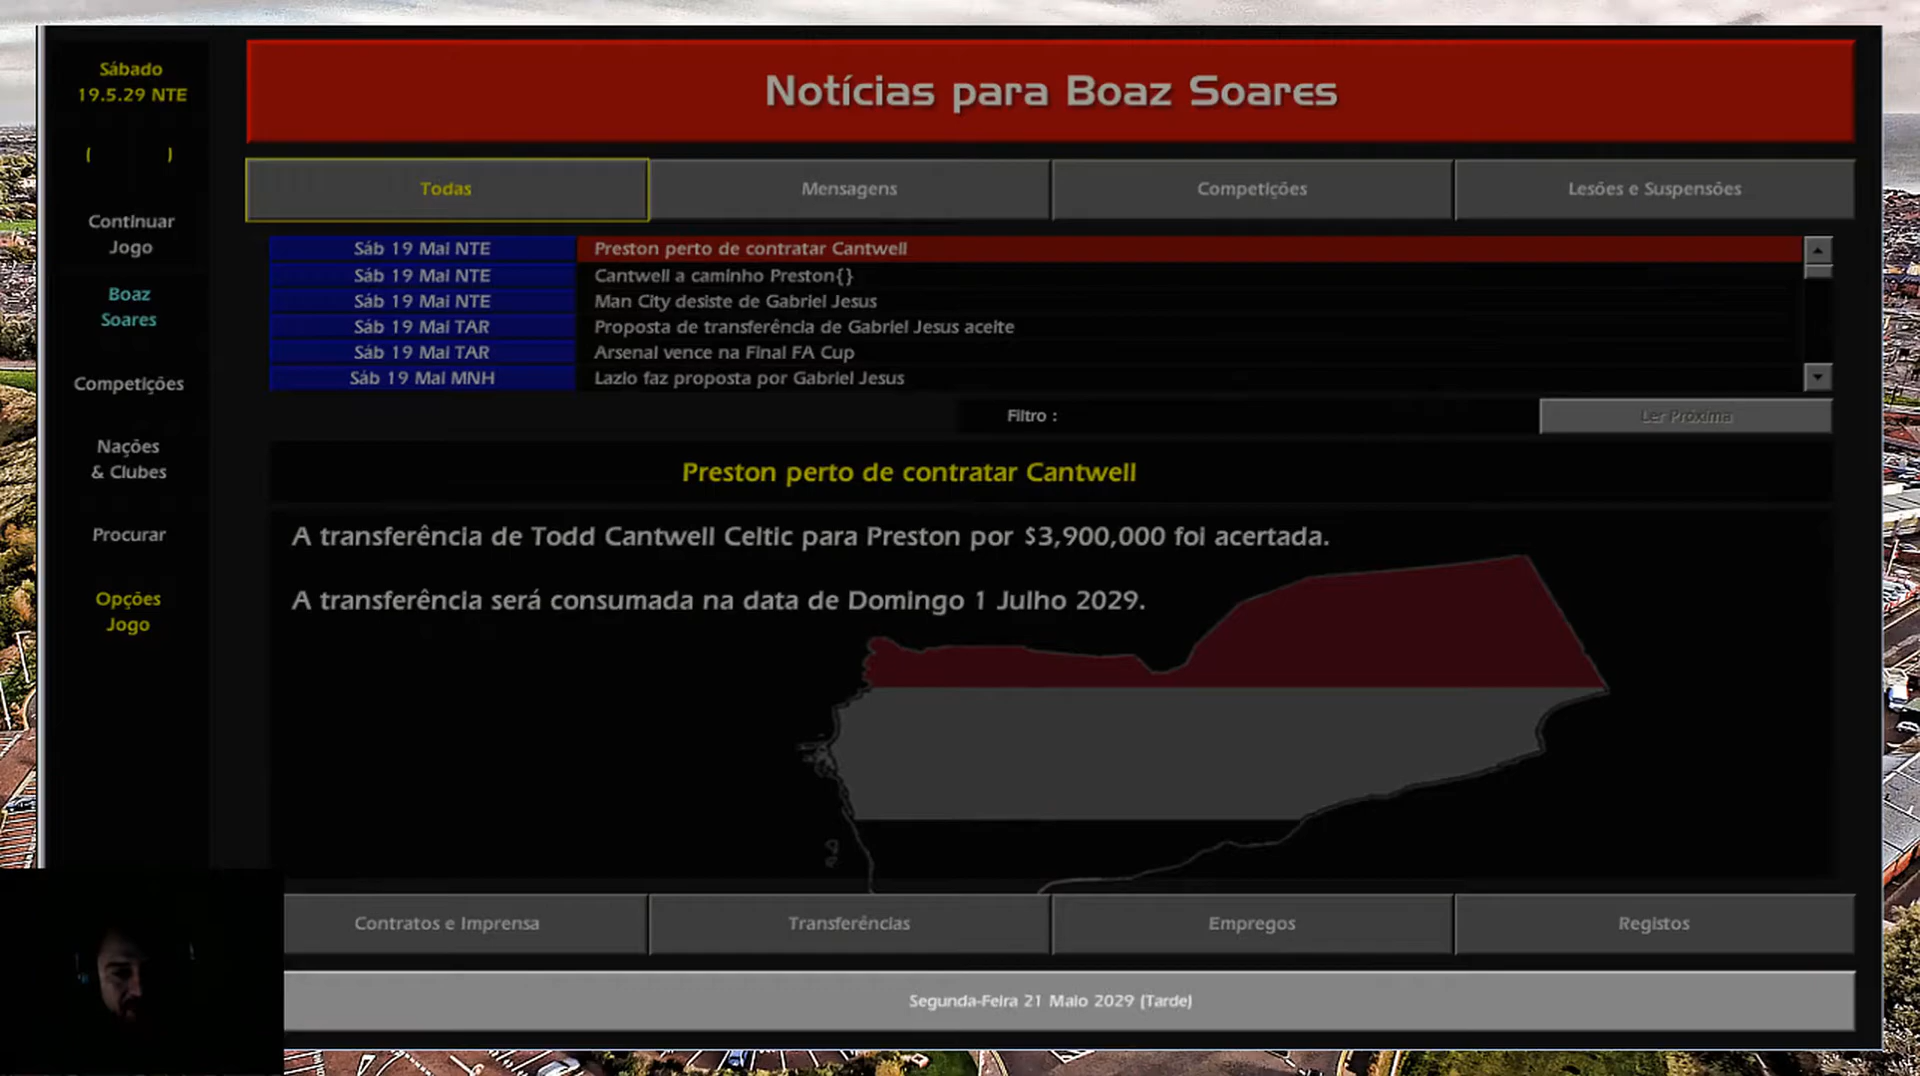 Sábado
19.5.29 NTE
( )
Continuar
Jogo
Boaz
Soares
Competições
Nações
& Clubes
Procurar
Opções
Jogo
Notícias para Boaz Soares
Todas
Mensagens
Competições
Lesões e Suspensões
Sáb 19 Mai NTE Preston perto de contratar Cantwell
Sáb 19 Mai NTE Cantwell a caminho Preston{}
Sáb 19 Mai NTE Man City desiste de Gabriel Jesus
Sáb 19 Mai TAR Proposta de transferência de Gabriel Jesus aceite
Sáb 19 Mai TAR Arsenal vence na Final FA Cup
Sáb 19 Mai MNH Lazio faz proposta por Gabriel Jesus
Filtro :
Ler Próxima
Preston perto de contratar Cantwell
A transferência de Todd Cantwell Celtic para Preston por $3,900,000 foi acertada.
A transferência será consumada na data de Domingo 1 Julho 2029.
Contratos e Imprensa
Transferências
Empregos
Registos
Segunda-Feira 21 Maio 2029 (Tarde)